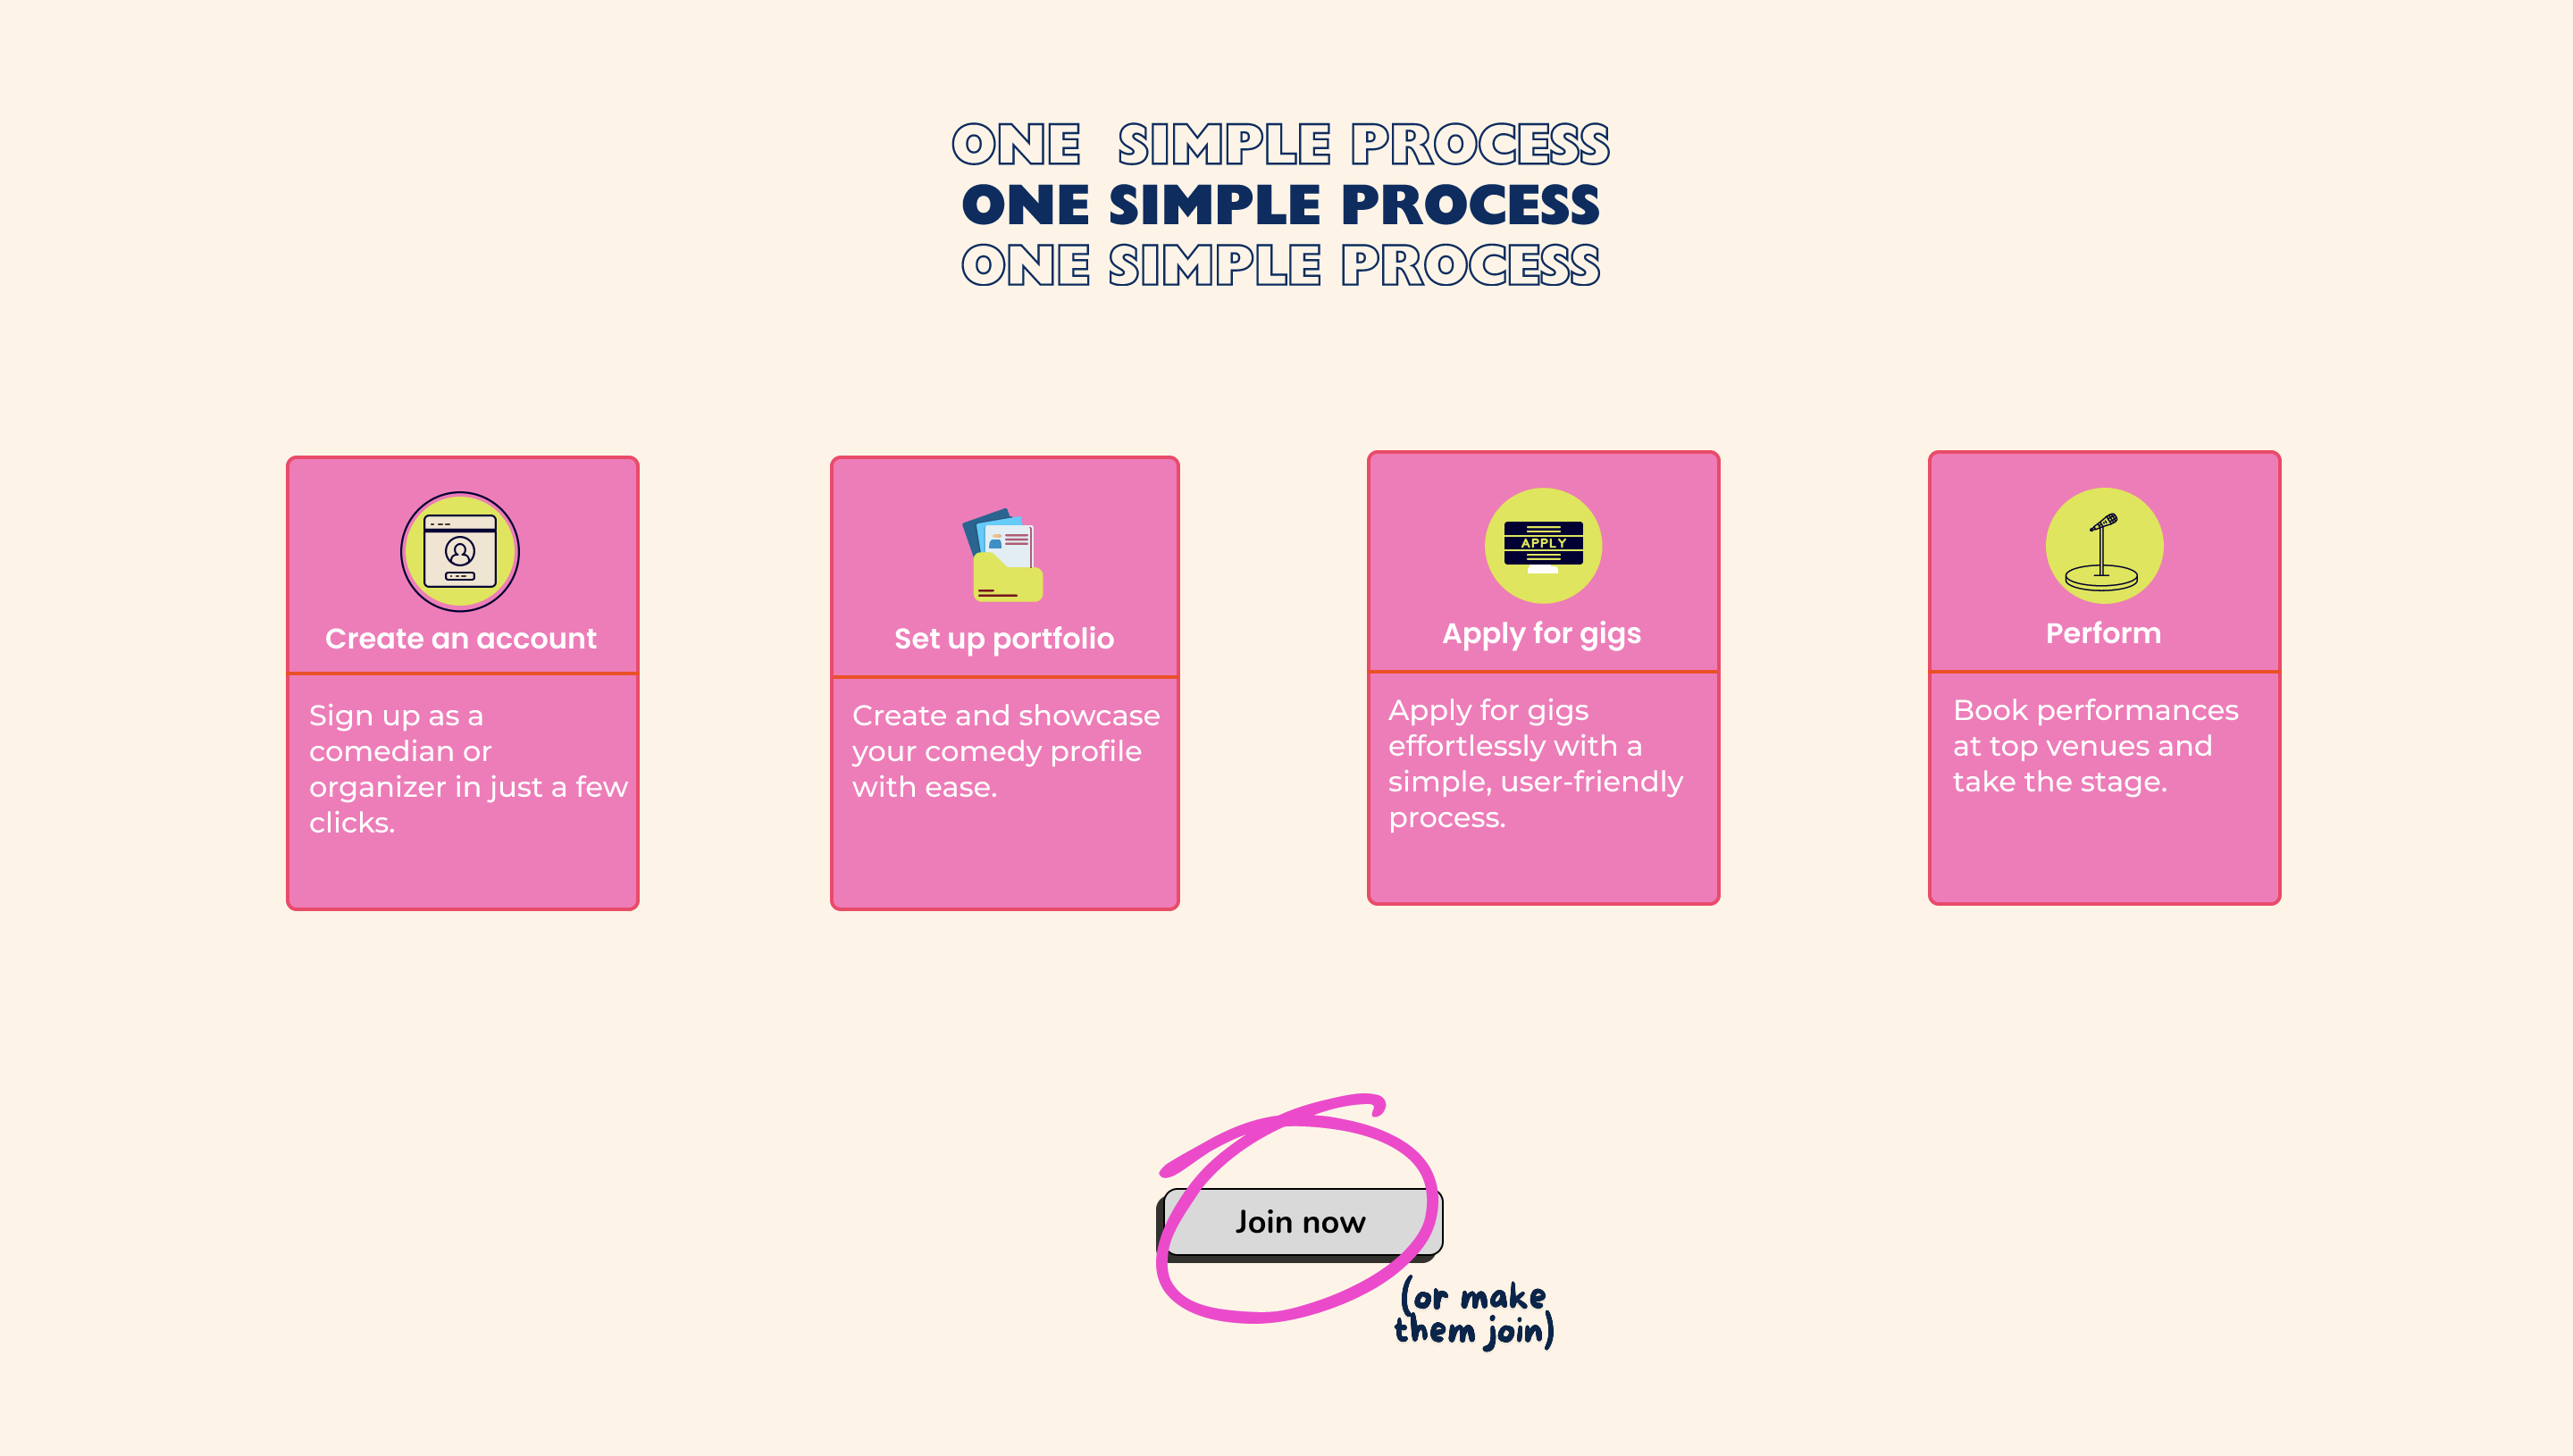 ONE SIMPLE PROCESS
ONE SIMPLE PROCESS
ONE SIMPLE PROCESS
Create an account
Sign up as a
comedian or
organizer in just a few
clicks.
Set up portfolio
Create and showcase
your comedy profile
with ease.
APPLY
Apply for gigs
Apply for gigs
effortlessly with a
simple, user-friendly
process.
Perform
Book performances
at top venues and
take the stage.
Join now
(or make
them join)